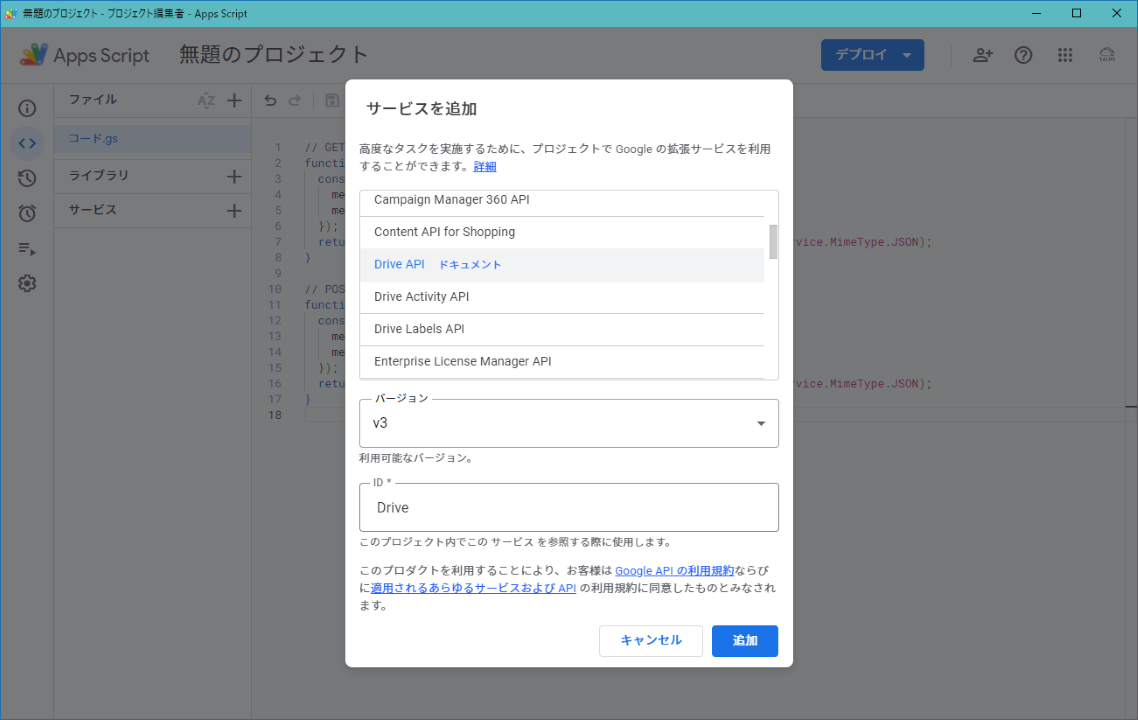 無題のプロジェクト - プロジェクト編集者 - Apps Script
Apps Script
無題のプロジェクト
デプロイ
ファイル
AZ
コード.gs
ライブラリ
サービス
1 // GET
2 functi
3 cons
4 me
5 me
6 });
7 retu rvice.MimeType.JSON);
8 }
9
10 // POS
11 functi
12 cons
13 me
14 me
15 });
16 retu rvice.MimeType.JSON);
17 }
18
サービスを追加
高度なタスクを実施するために、プロジェクトで Google の拡張サービスを利用
することができます。詳細
Campaign Manager 360 API
Content API for Shopping
Drive API ドキュメント
Drive Activity API
Drive Labels API
Enterprise License Manager API
バージョン
v3
利用可能なバージョン。
ID *
Drive
このプロジェクト内でこの サービス を参照する際に使用します。
このプロダクトを利用することにより、お客様は Google API の利用規約ならび
に適用されるあらゆるサービスおよび API の利用規約に同意したものとみなされ
ます。
キャンセル
追加